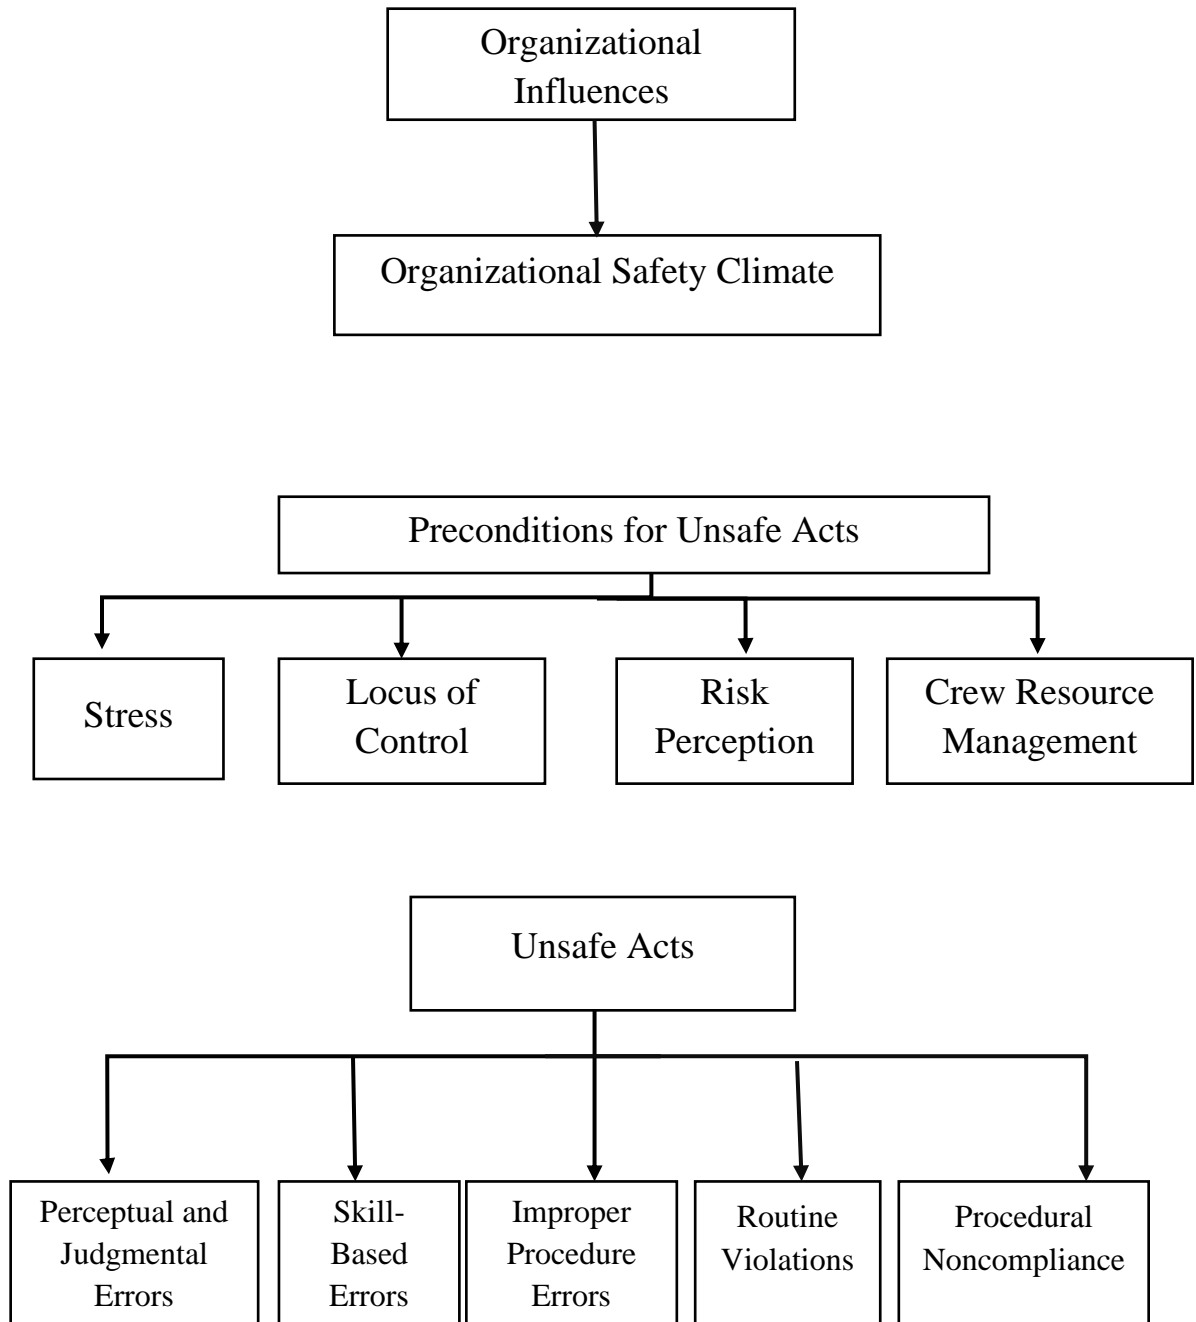 Organizational
Influences
Organizational Safety Climate
Preconditions for Unsafe Acts
Stress
Locus of
Control
Risk
Perception
Crew Resource
Management
Unsafe Acts
Perceptual and
Judgmental
Errors
Skill-
Based
Errors
Improper
Procedure
Errors
Routine
Violations
Procedural
Noncompliance